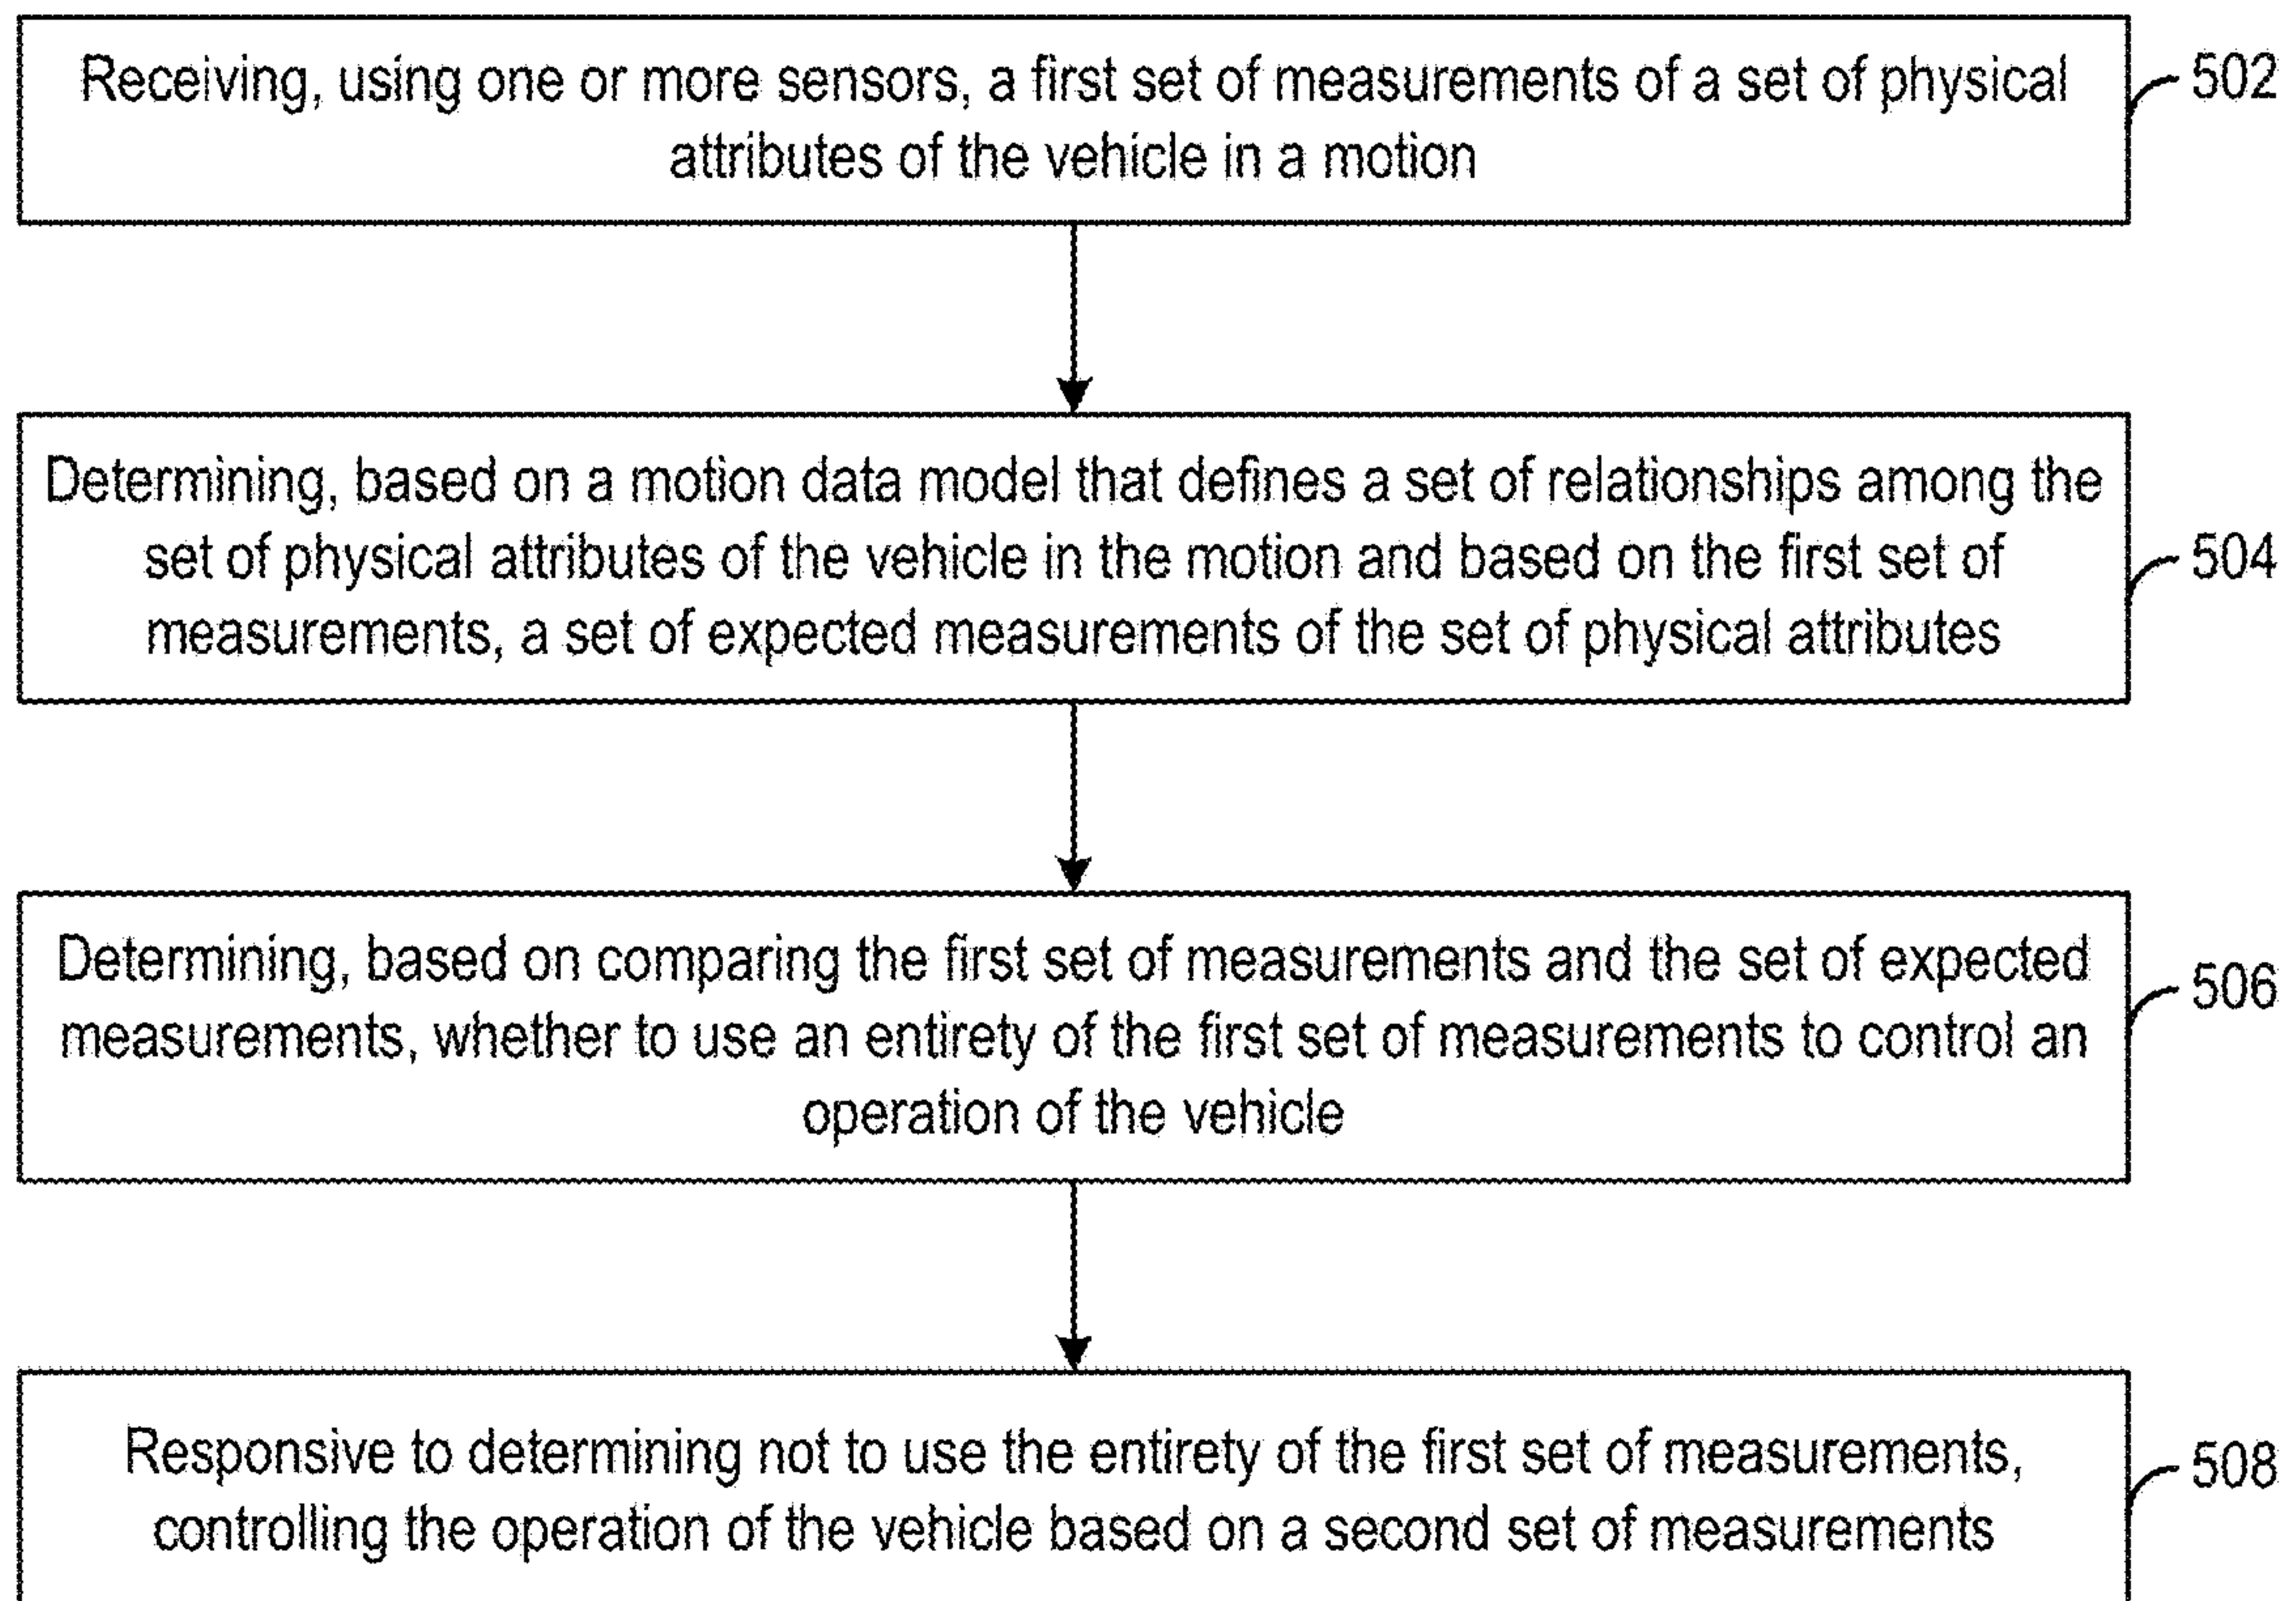 Receiving, using one or more sensors, a first set of measurements of a set of physical
attributes of the vehicle in a motion
502
Determining, based on a motion data model that defines a set of relationships among the
set of physical attributes of the vehicle in the motion and based on the first set of
measurements, a set of expected measurements of the set of physical attributes
504
Determining, based on comparing the first set of measurements and the set of expected
measurements, whether to use an entirety of the first set of measurements to control an
operation of the vehicle
506
Responsive to determining not to use the entirety of the first set of measurements,
controlling the operation of the vehicle based on a second set of measurements
508